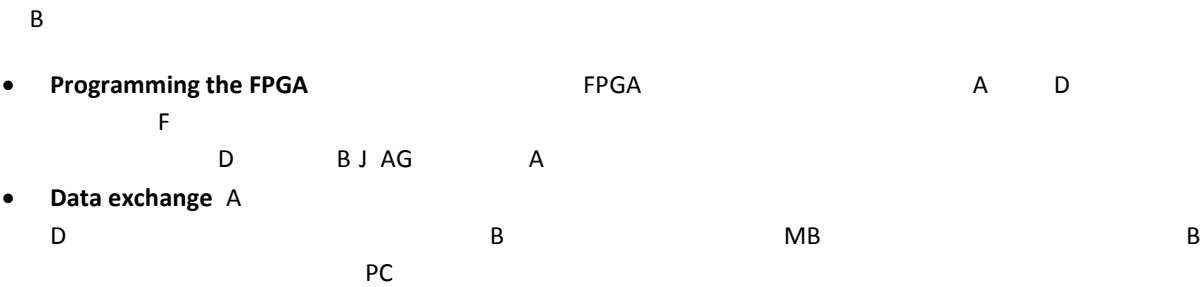 B
• Programming the FPGA FPGA A D
F
D B J AG A
• Data exchange A
D B MB B
PC